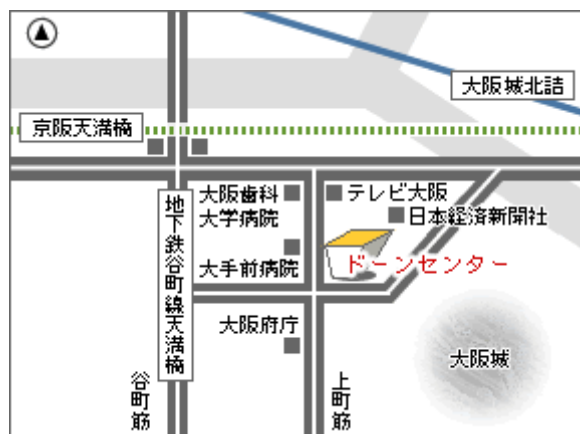 大阪城北詰
京阪天満橋
大阪歯科
大学病院
テレビ大阪
日本経済新聞社
地下鉄谷町線天満橋
大手前病院
ドーンセンター
大阪府庁
大阪城
谷町筋
上町筋